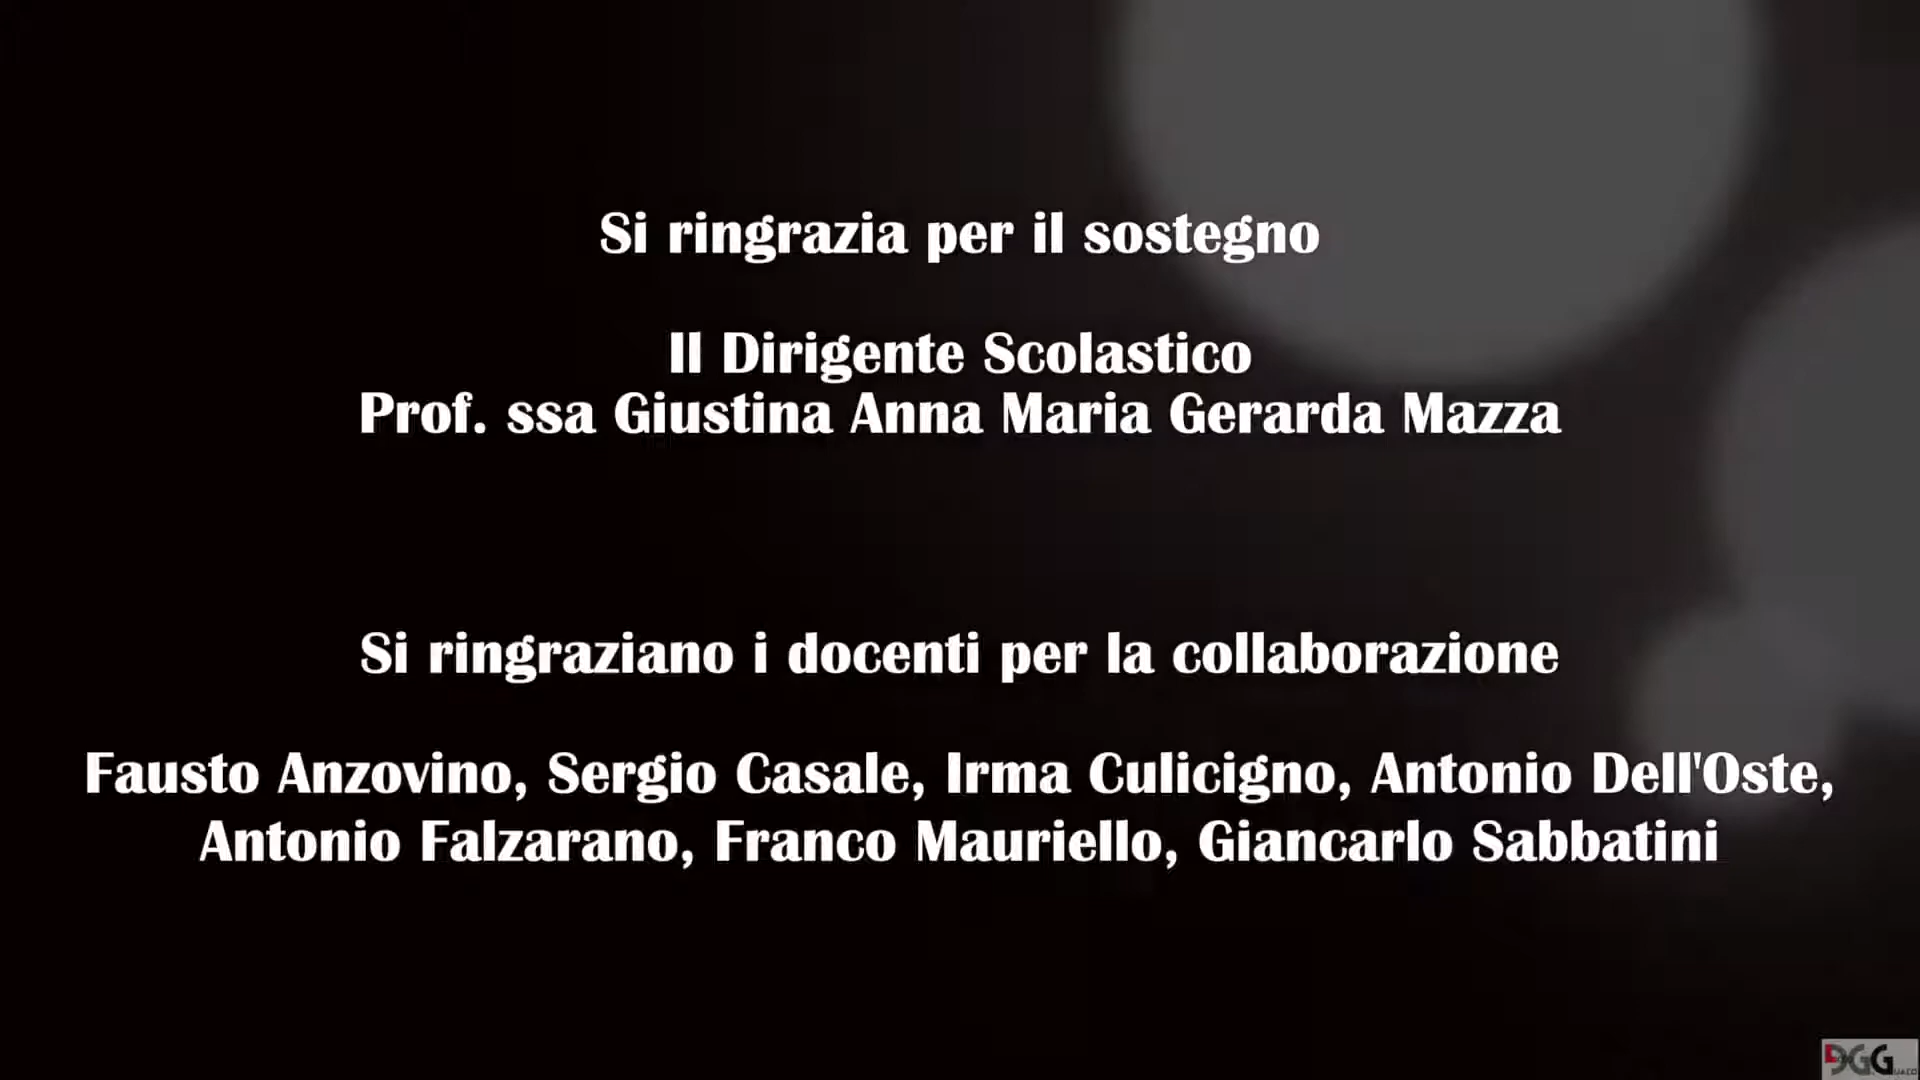 Si ringrazia per il sostegno
Il Dirigente Scolastico
Prof. ssa Giustina Anna Maria Gerarda Mazza
Si ringraziano i docenti per la collaborazione
Fausto Anzovino, Sergio Casale, Irma Culicigno, Antonio Dell'Oste,
Antonio Falzarano, Franco Mauriello, Giancarlo Sabbatini